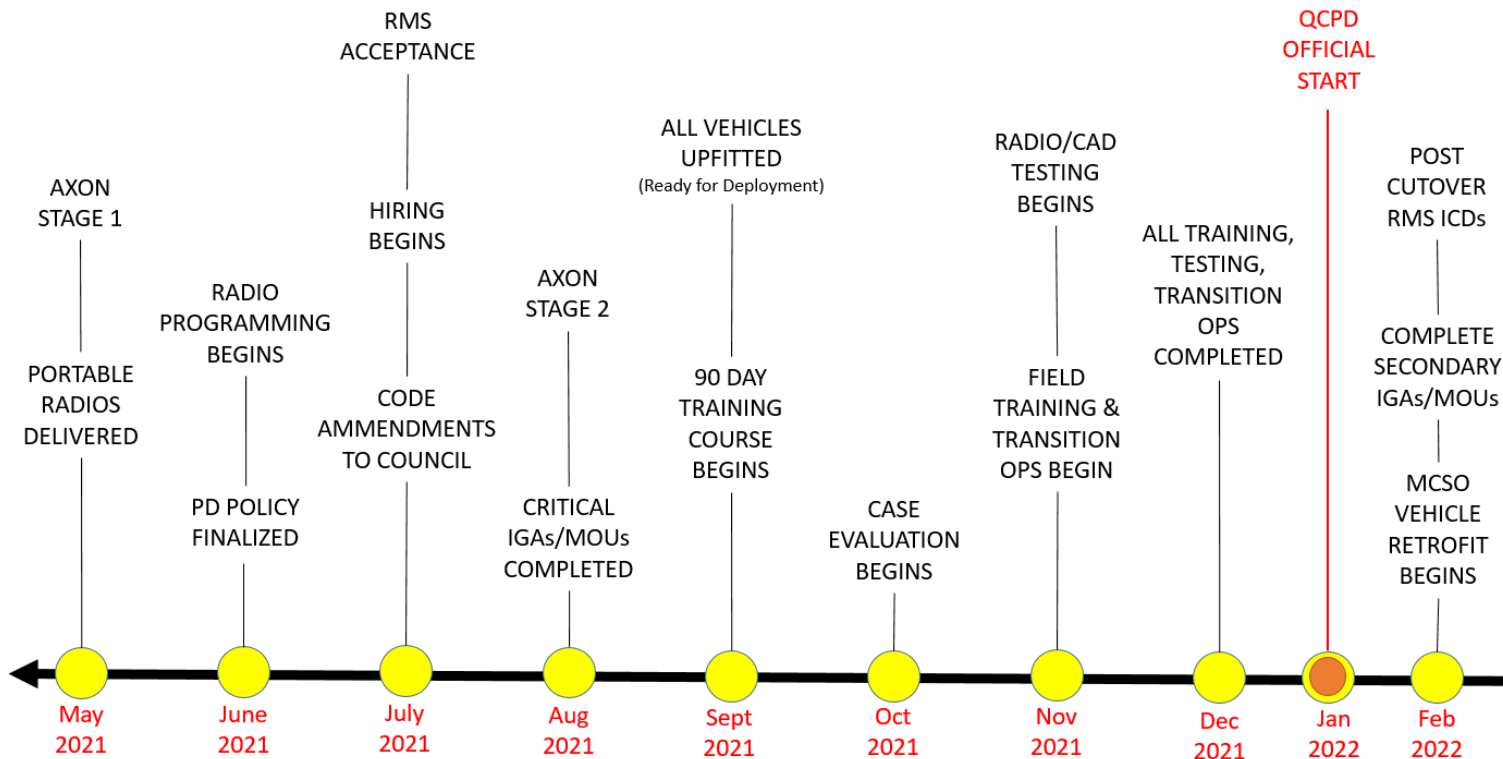 AXON
STAGE 1
PORTABLE
RADIOS
DELIVERED
May
2021
RADIO
PROGRAMMING
BEGINS
PD POLICY
FINALIZED
June
2021
RMS
ACCEPTANCE
HIRING
BEGINS
CODE
AMMENDMENTS
TO COUNCIL
July
2021
AXON
STAGE 2
CRITICAL
IGAs/MOUs
COMPLETED
Aug
2021
ALL VEHICLES
UPFITTED
(Ready for Deployment)
90 DAY
TRAINING
COURSE
BEGINS
Sept
2021
CASE
EVALUATION
BEGINS
Oct
2021
RADIO/CAD
TESTING
BEGINS
FIELD
TRAINING &
TRANSITION
OPS BEGIN
Nov
2021
ALL TRAINING,
TESTING,
TRANSITION
OPS
COMPLETED
Dec
2021
QCPD
OFFICIAL
START
Jan
2022
POST
CUTOVER
RMS ICDs
COMPLETE
SECONDARY
IGAs/MOUs
MCSO
VEHICLE
RETROFIT
BEGINS
Feb
2022